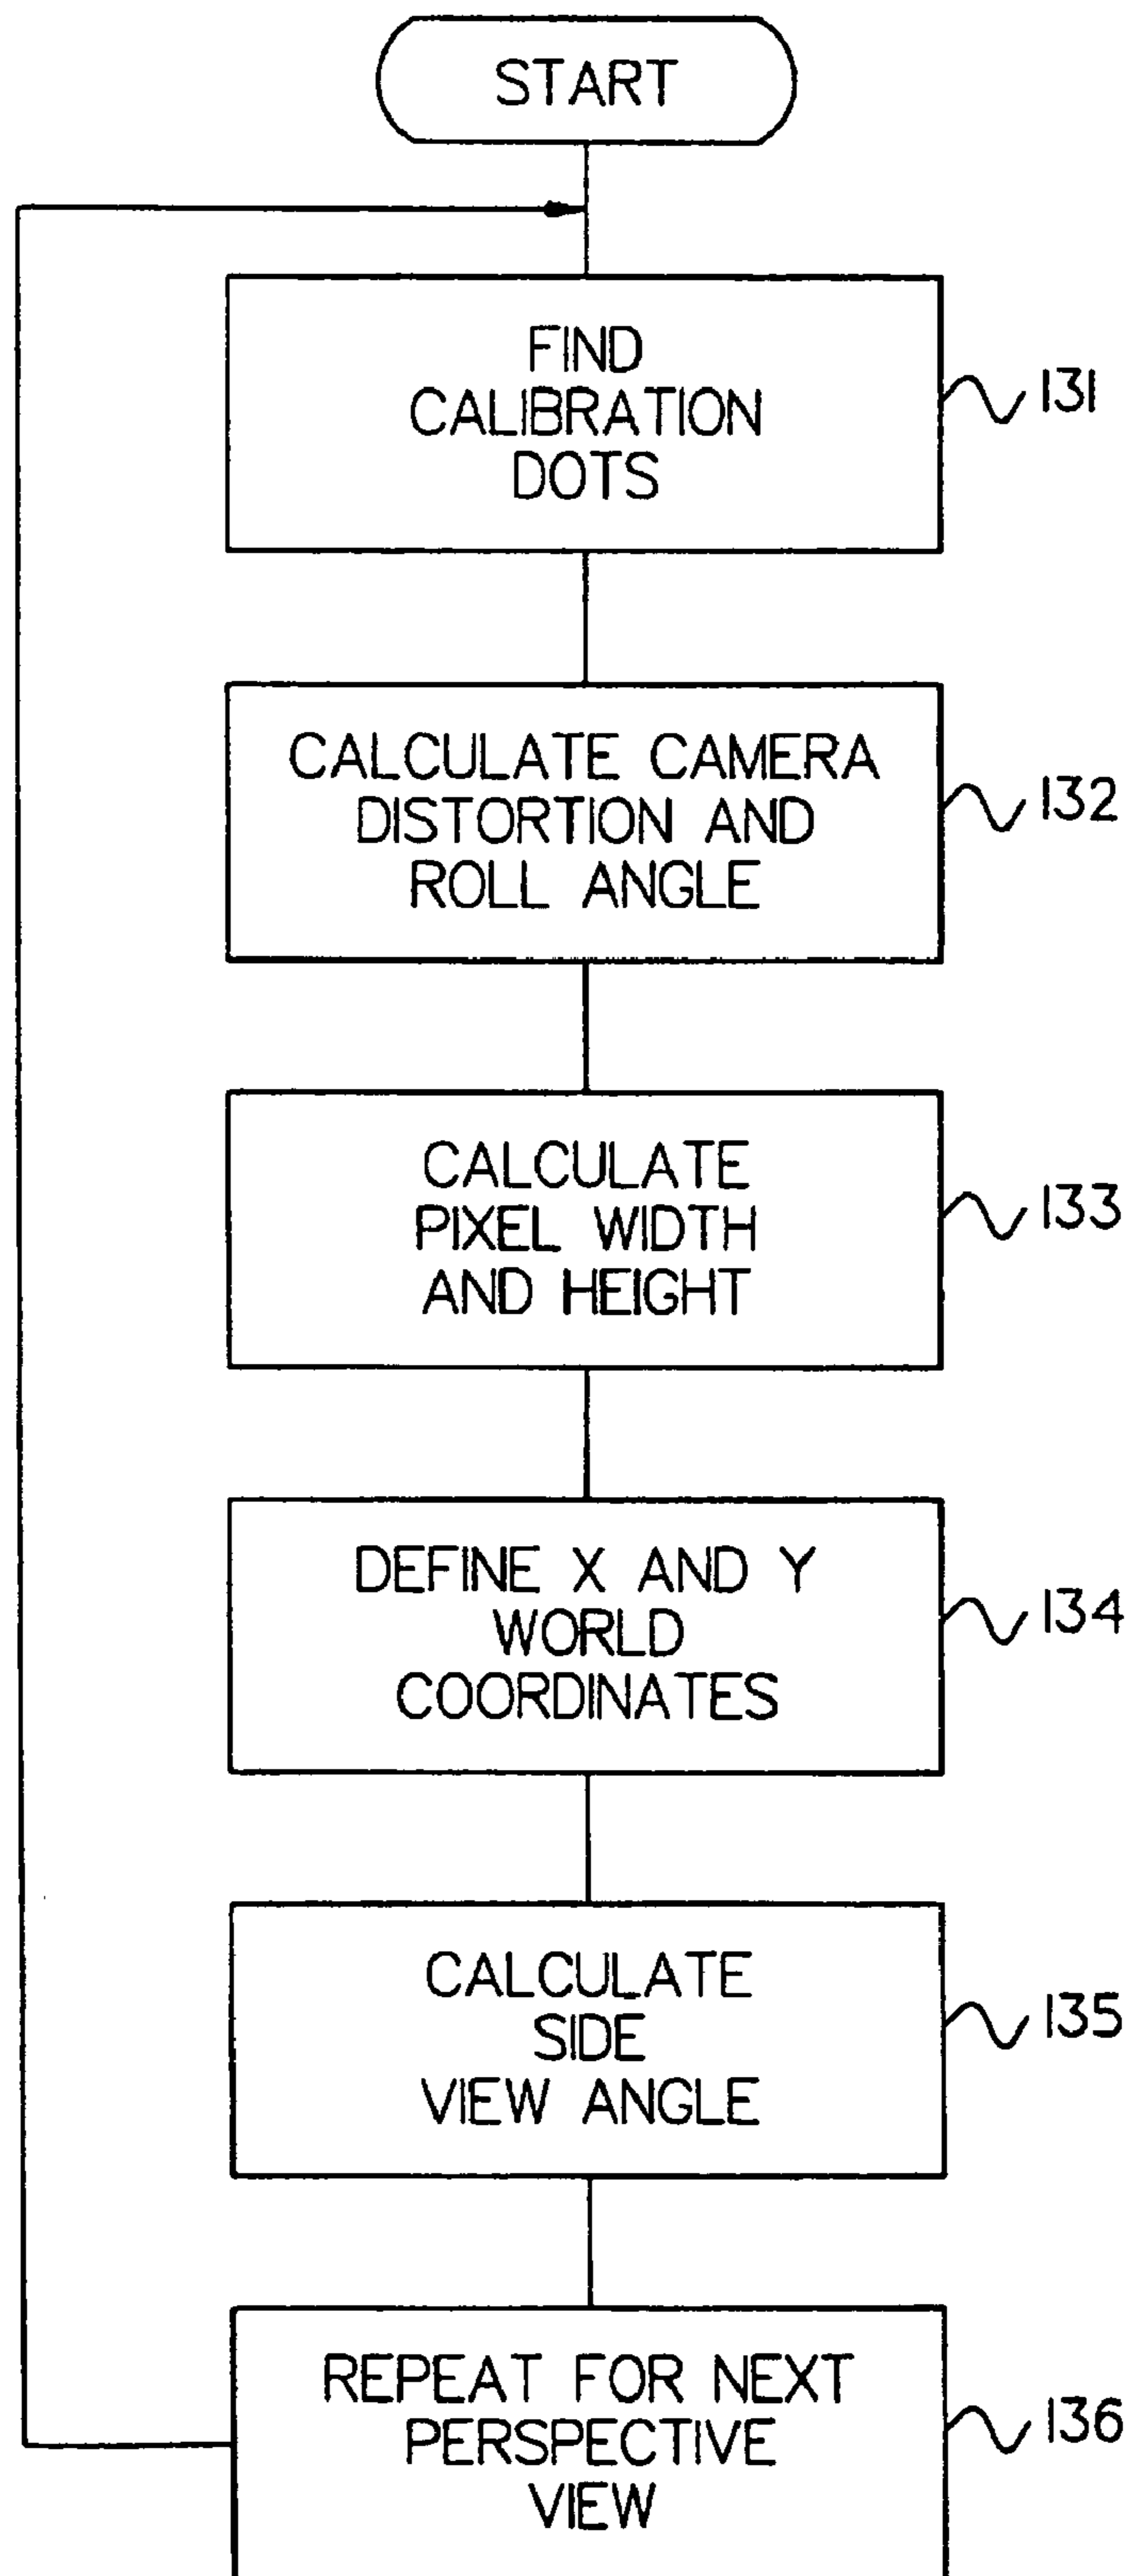 START
FIND
CALIBRATION
DOTS
131
CALCULATE CAMERA
DISTORTION AND
ROLL ANGLE
132
CALCULATE
PIXEL WIDTH
AND HEIGHT
133
DEFINE X AND Y
WORLD
COORDINATES
134
CALCULATE
SIDE
VIEW ANGLE
135
REPEAT FOR NEXT
PERSPECTIVE
VIEW
136